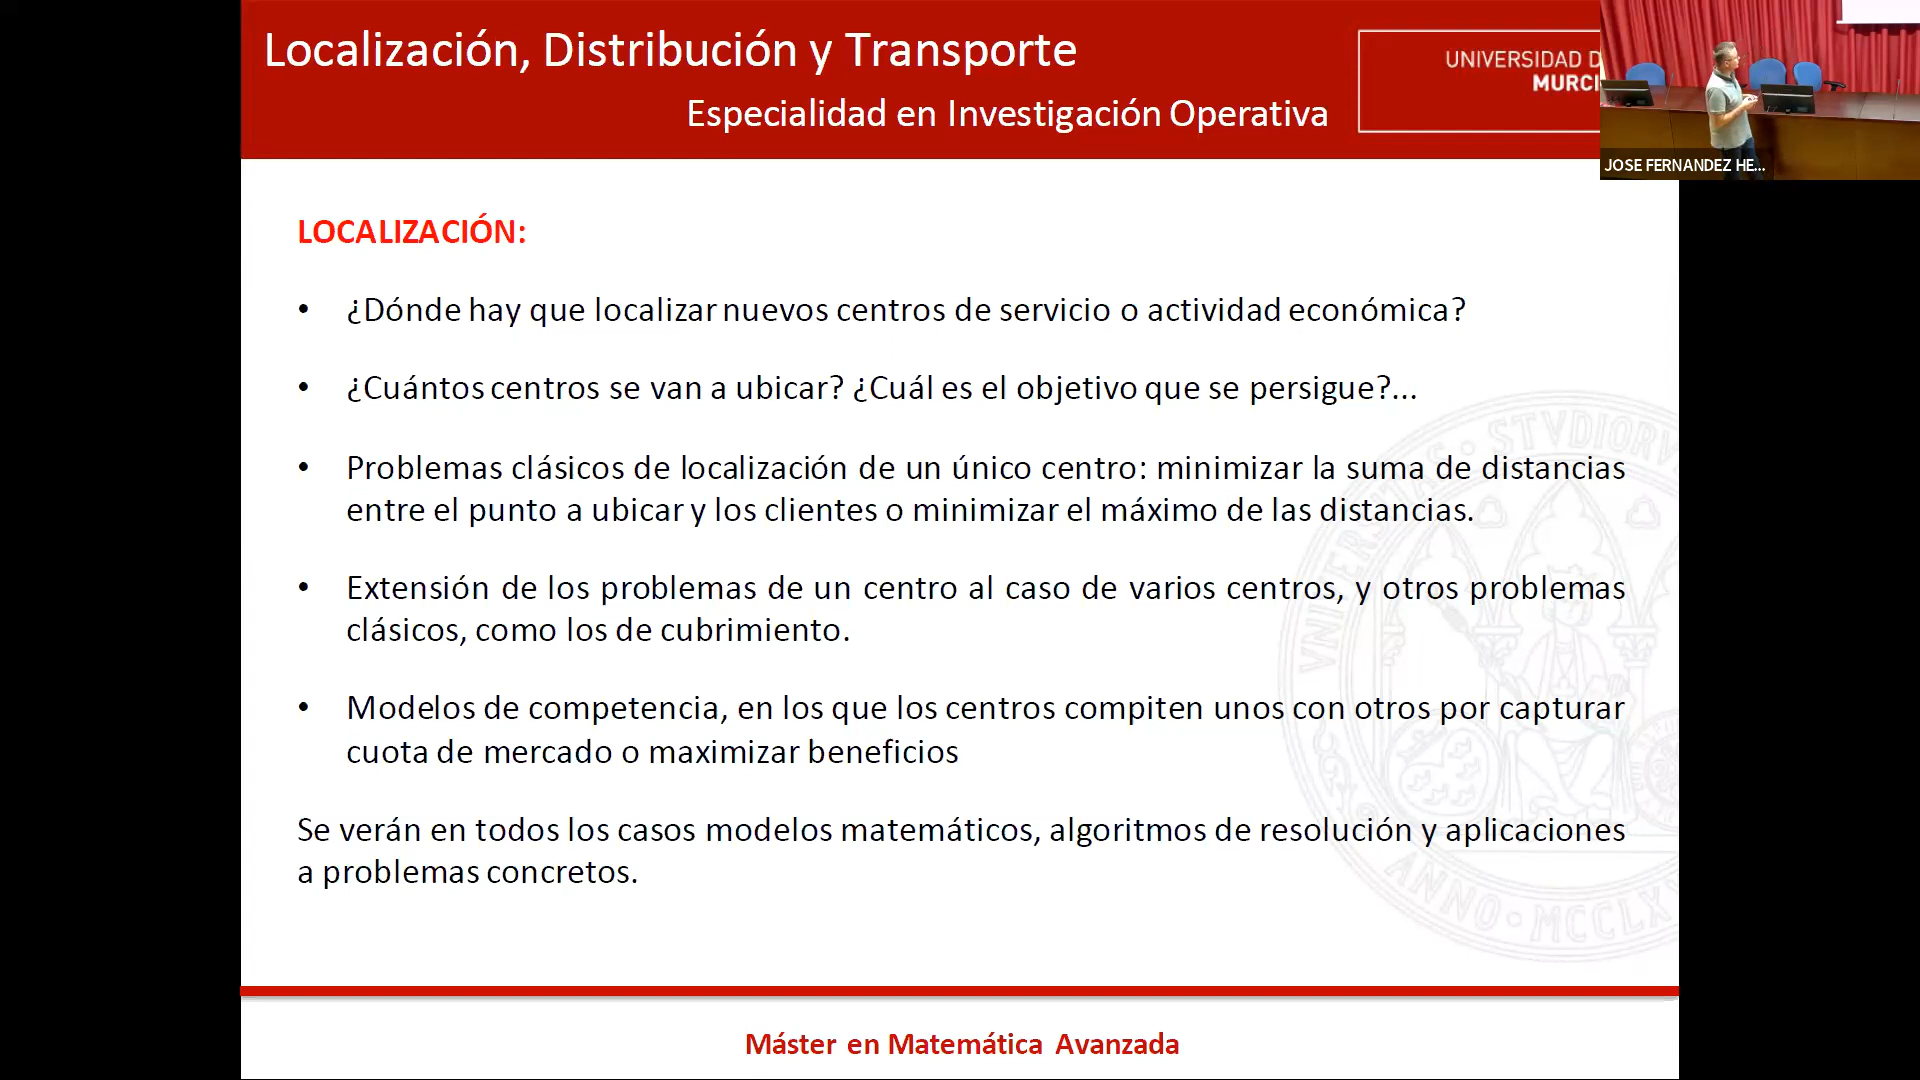 Localización, Distribución y Transporte
Especialidad en Investigación Operativa
UNIVERSIDAD D
MURCI
JOSE FERNANDEZ HE...
LOCALIZACIÓN:
• ¿Dónde hay que localizar nuevos centros de servicio o actividad económica?
• ¿Cuántos centros se van a ubicar? ¿Cuál es el objetivo que se persigue?...
• Problemas clásicos de localización de un único centro: minimizar la suma de distancias
entre el punto a ubicar y los clientes o minimizar el máximo de las distancias.
• Extensión de los problemas de un centro al caso de varios centros, y otros problemas
clásicos, como los de cubrimiento.
• Modelos de competencia, en los que los centros compiten unos con otros por capturar
cuota de mercado o maximizar beneficios
Se verán en todos los casos modelos matemáticos, algoritmos de resolución y aplicaciones
a problemas concretos.
VNIVERSITAS • STVDIORV
ANNO • MCCLX
Máster en Matemática Avanzada